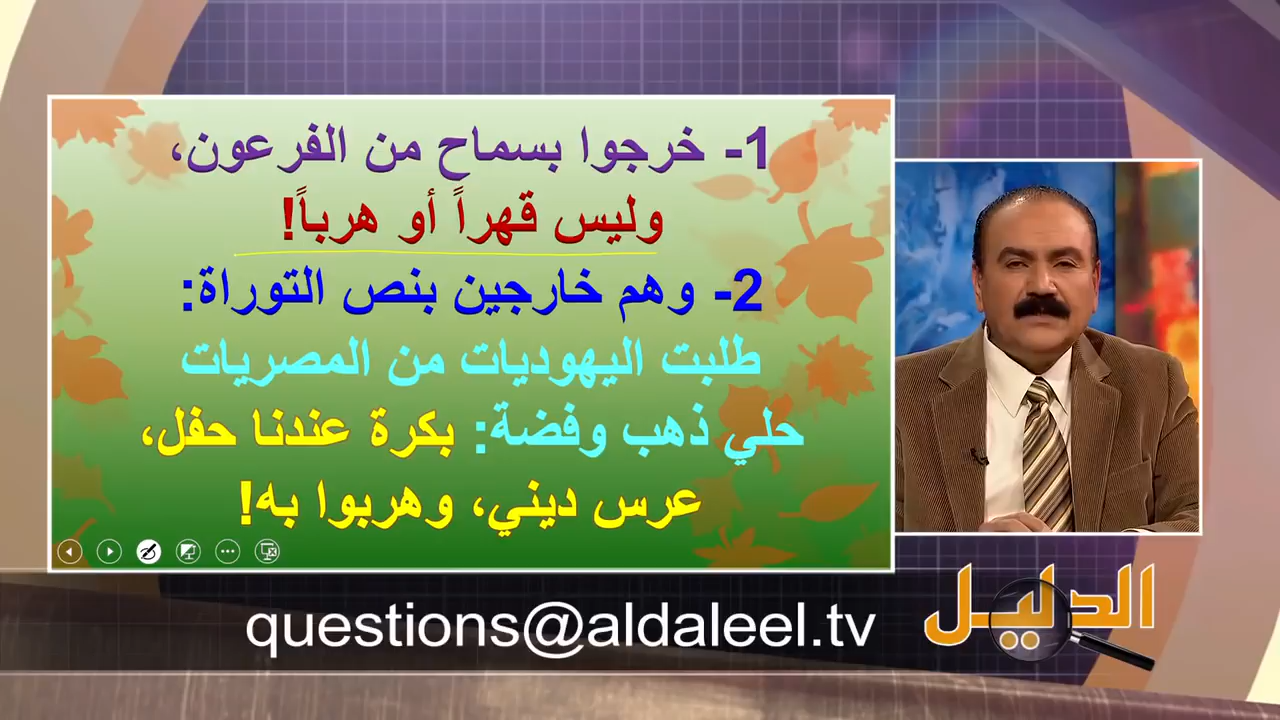 1- خرجوا بسماح من الفرعون،
وليس قهراً أو هرباً!
2- وهم خارجين بنص التوراة:
طلبت اليهوديات من المصريات
حلي ذهب وفضة: بكرة عندنا حفل،
عرس ديني، وهربوا به!
questions@aldaleel.tv
الدليل